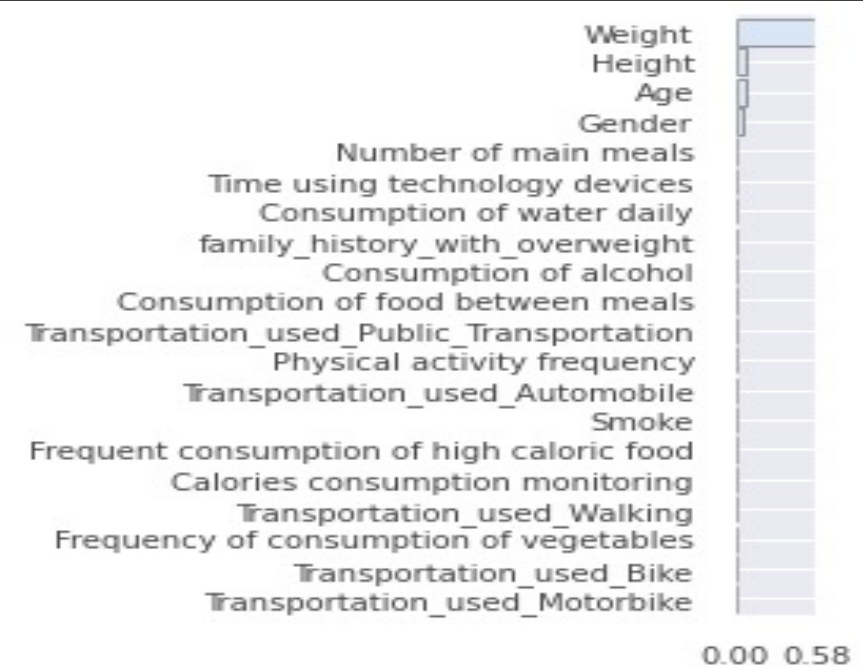 Weight
Height
Age
Gender
Number of main meals
Time using technology devices
Consumption of water daily
family_history_with_overweight
Consumption of alcohol
Consumption of food between meals
Transportation_used_Public_Transportation
Physical activity frequency
Transportation_used_Automobile
Smoke
Frequent consumption of high caloric food
Calories consumption monitoring
Transportation_used_Walking
Frequency of consumption of vegetables
Transportation_used_Bike
Transportation_used_Motorbike
0.00 0.58